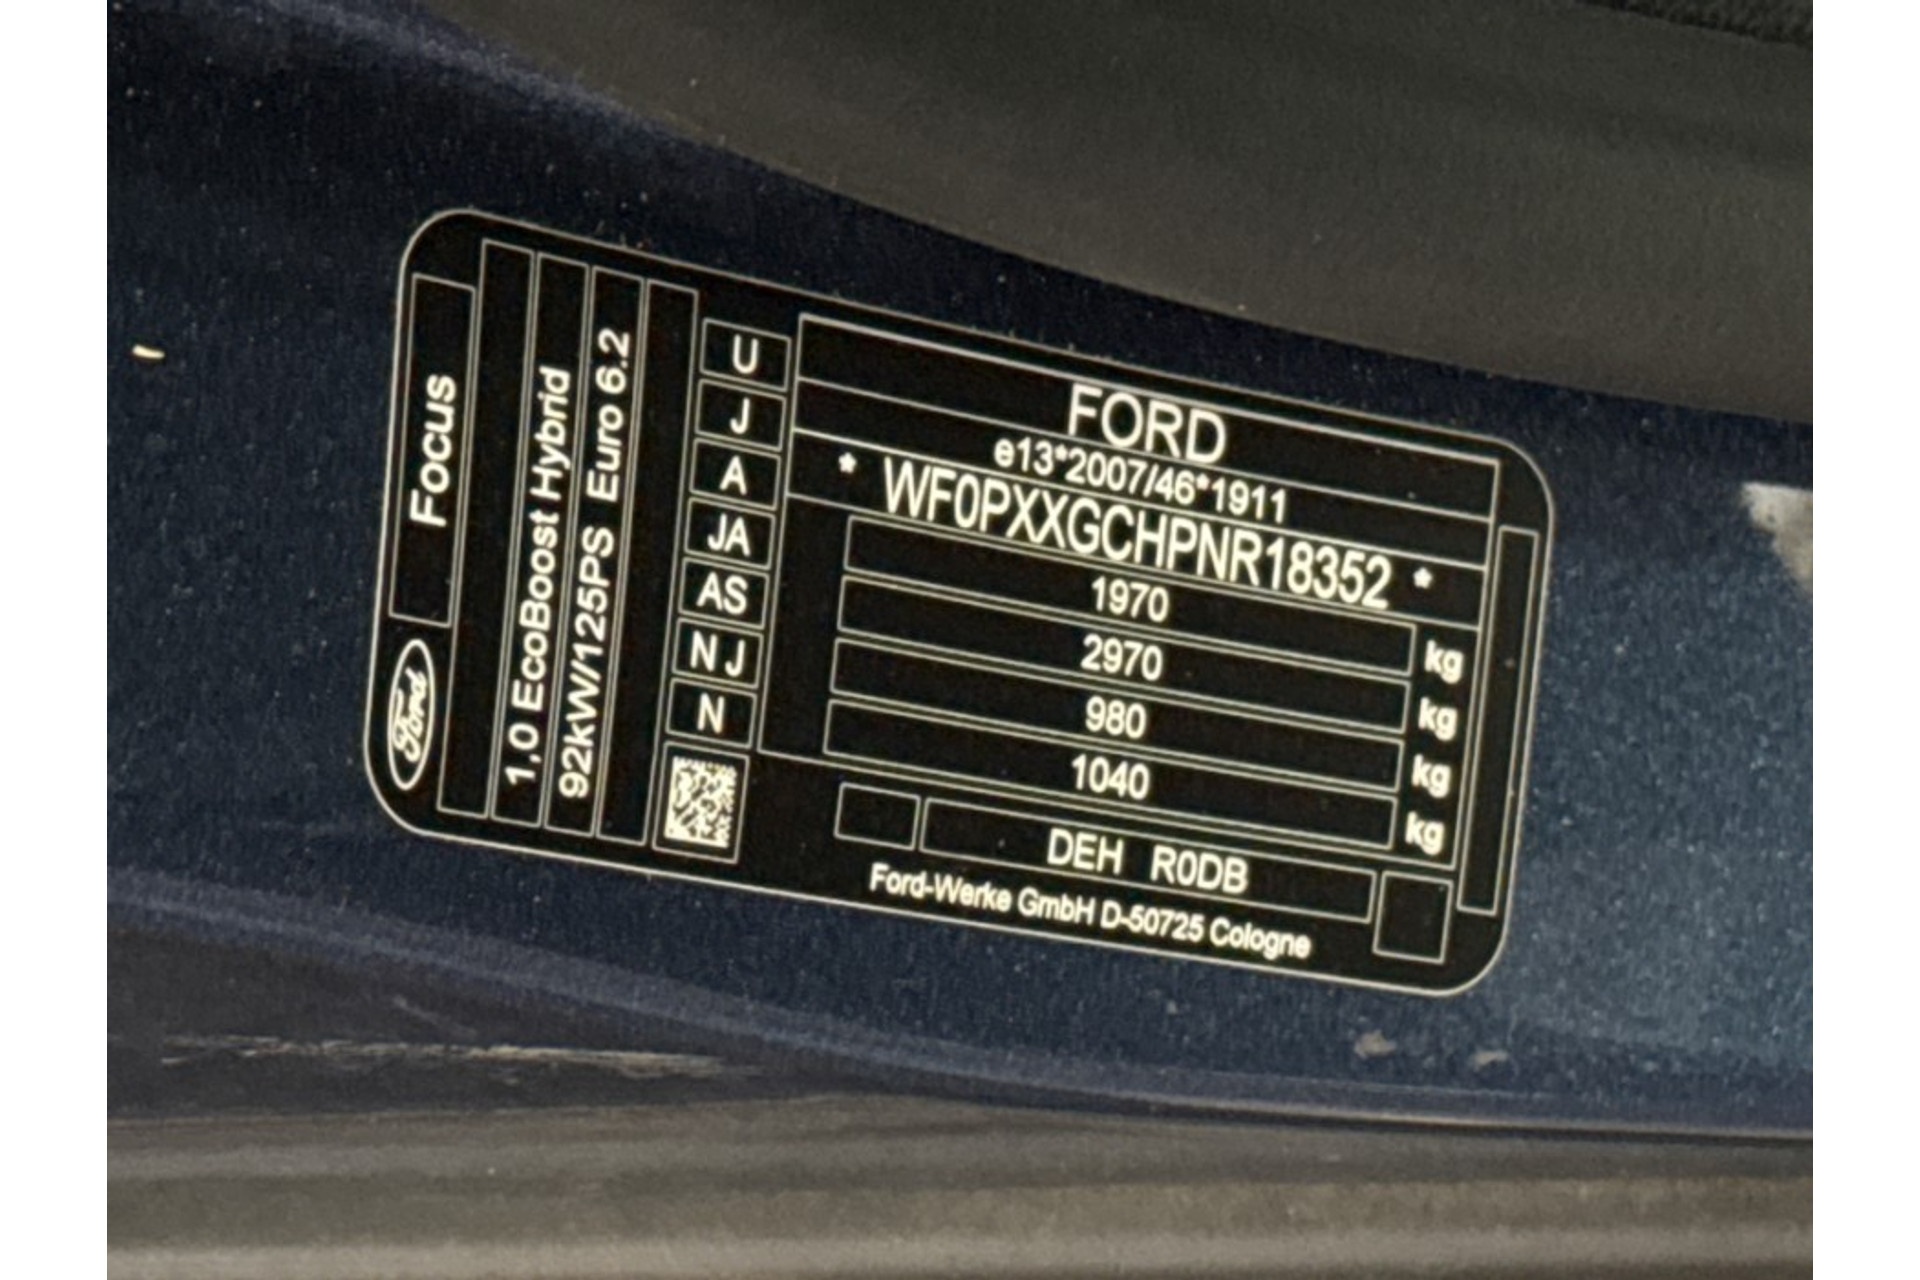 Focus
Ford
1,0 EcoBoost Hybrid
92kW/125PS Euro 6.2
U
J
A
JA
AS
N J
N
FORD
e13*2007/46*1911
* WF0PXXGCHPNR18352 *
1970 kg
2970 kg
980 kg
1040 kg
DEH R0DB
Ford-Werke GmbH D-50725 Cologne